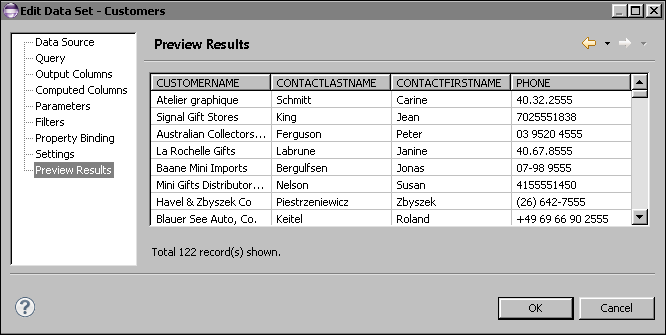 Edit Data Set - Customers
Data Source
Query
Output Columns
Computed Columns
Parameters
Filters
Property Binding
Settings
Preview Results
Preview Results
CUSTOMERNAME CONTACTLASTNAME CONTACTFIRSTNAME PHONE
Atelier graphique Schmitt Carine 40.32.2555
Signal Gift Stores King Jean 7025551838
Australian Collectors... Ferguson Peter 03 9520 4555
La Rochelle Gifts Labrune Janine 40.67.8555
Baane Mini Imports Bergulfsen Jonas 07-98 9555
Mini Gifts Distributor... Nelson Susan 4155551450
Havel & Zbyszek Co Piestrzeniewicz Zbyszek (26) 642-7555
Blauer See Auto, Co. Keitel Roland +49 69 66 90 2555
Total 122 record(s) shown.
? OK Cancel